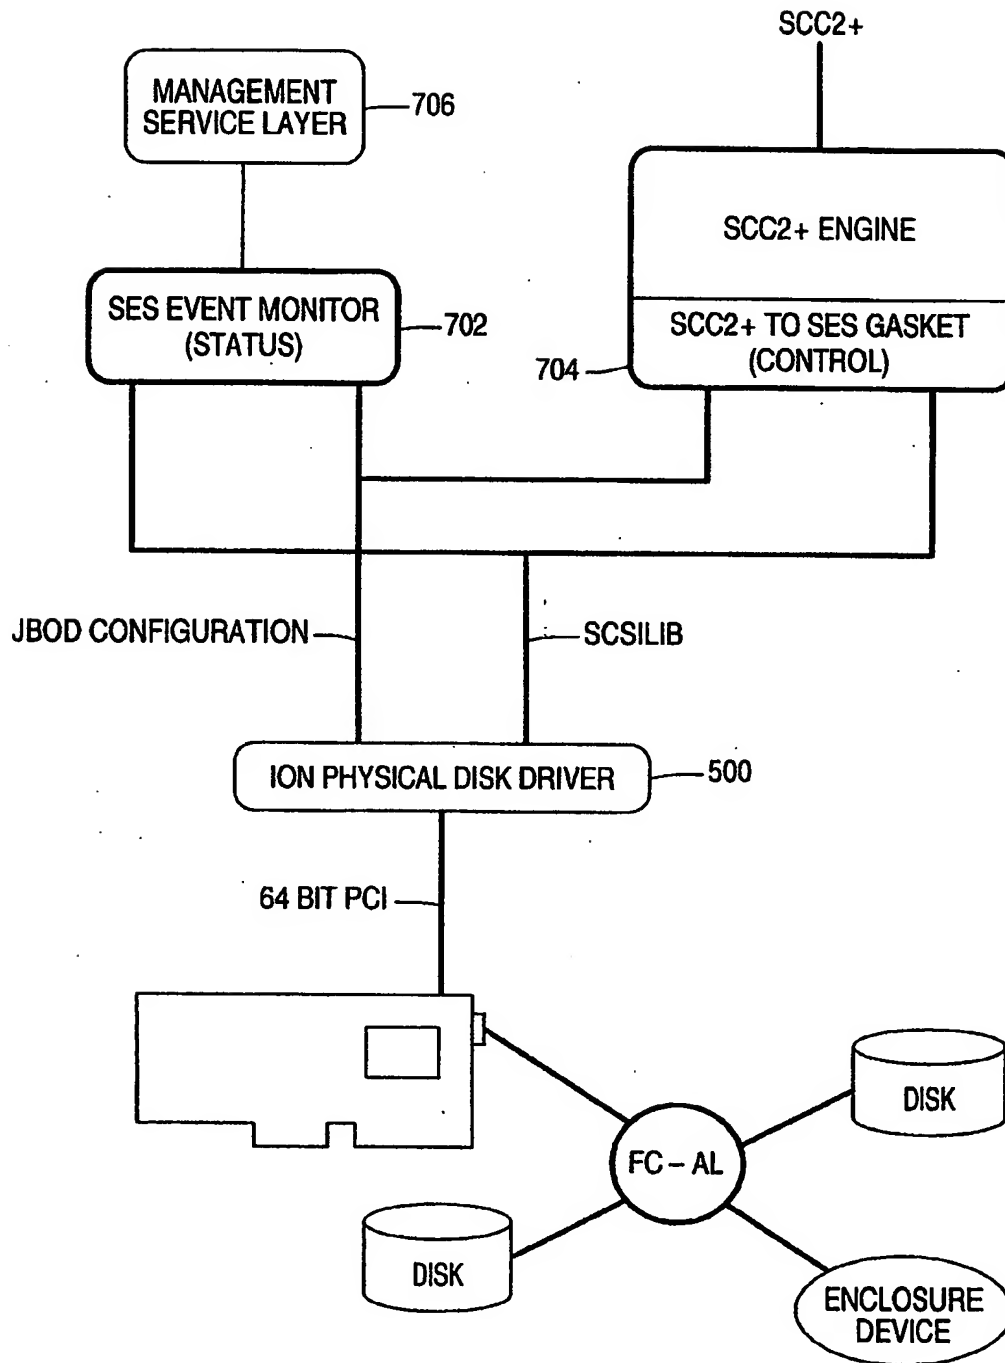 SCC2+
MANAGEMENT
SERVICE LAYER
706
SCC2+ ENGINE
SES EVENT MONITOR
(STATUS)
702
SCC2+ TO SES GASKET
(CONTROL)
704
JBOD CONFIGURATION
SCSILIB
ION PHYSICAL DISK DRIVER
500
64 BIT PCI
DISK
FC – AL
DISK
ENCLOSURE
DEVICE